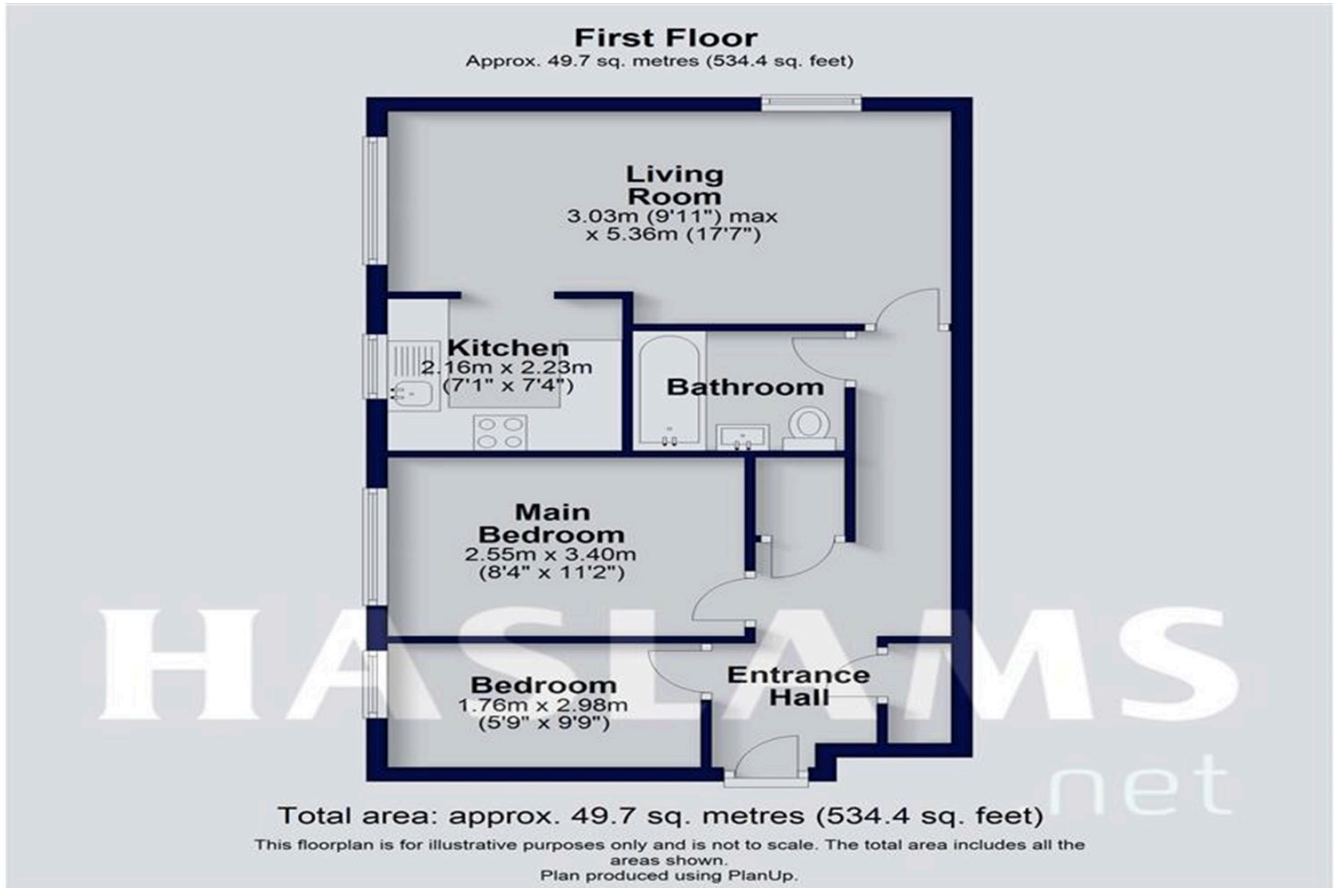 First Floor
Approx. 49.7 sq. metres (534.4 sq. feet)
Living
Room
3.03m (9'11") max
x 5.36m (17'7")
Kitchen
2.16m x 2.23m
(7'1" x 7'4")
Bathroom
Main
Bedroom
2.55m x 3.40m
(8'4" x 11'2")
HASLAMS
Bedroom
1.76m x 2.98m
(5'9" x 9'9")
Entrance
Hall
.net
Total area: approx. 49.7 sq. metres (534.4 sq. feet)
This floorplan is for illustrative purposes only and is not to scale. The total area includes all the
areas shown.
Plan produced using PlanUp.